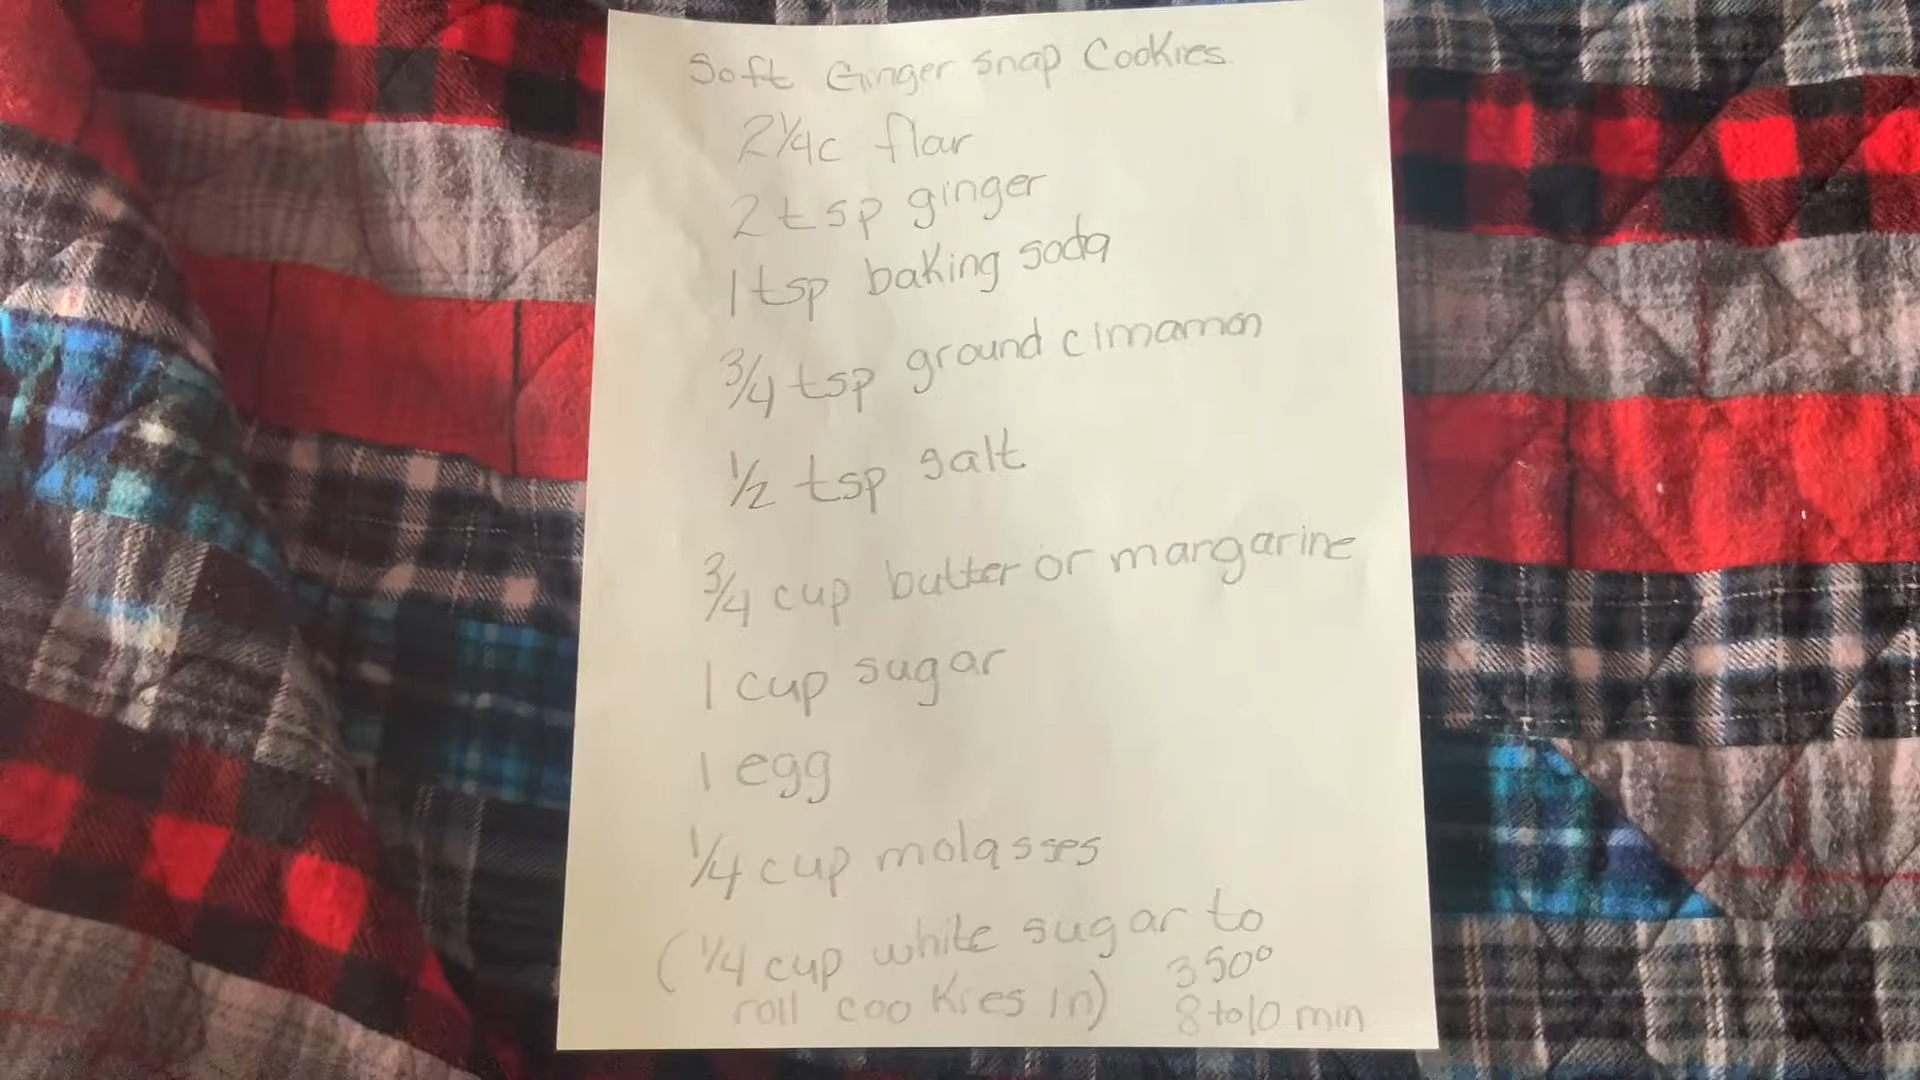 Soft Ginger Snap Cookies
2 1/4c flour
2 tsp ginger
1 tsp baking soda
3/4 tsp ground cimamon
1/2 tsp salt
3/4 cup butter or margarine
1 cup sugar
1 egg
1/4 cup molasses
(1/4 cup white sugar to
roll cookies in)
350°
8 to 10 min